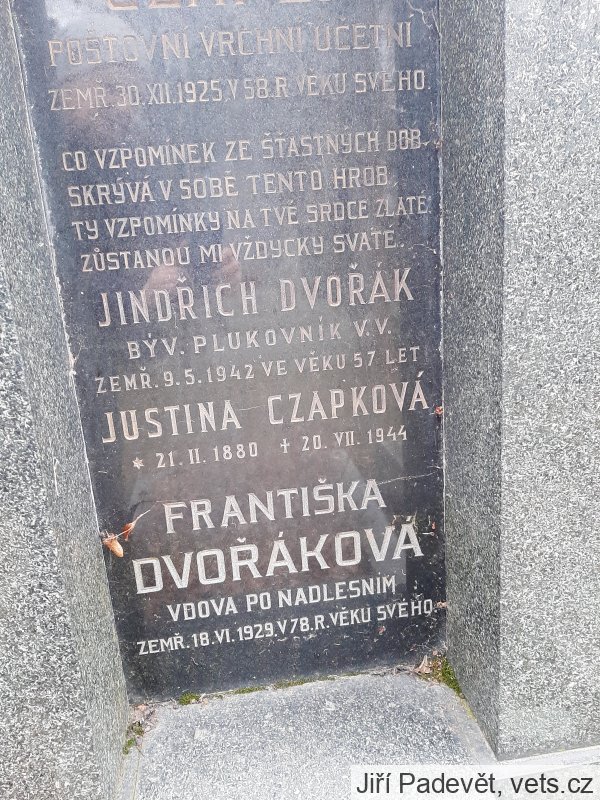 POŠTOVNÍ VRCHNÍ ÚČETNÍ
ZEMŘ. 30. XII. 1925, V 58. R. VĚKU SVÉHO.
CO VZPOMÍNEK ZE ŠŤASTNÝCH DOB
SKRÝVÁ V SOBĚ TENTO HROB.
TY VZPOMÍNKY NA TVÉ SRDCE ZLATÉ
ZŮSTANOU MI VŽDYCKY SVATÉ.
JINDŘICH DVOŘÁK
BÝV. PLUKOVNÍK V.V.
ZEMŘ. 9. 5. 1942 VE VĚKU 57 LET
JUSTINA CZAPKOVÁ
* 21. II. 1880 + 20. VII. 1944
FRANTIŠKA
DVOŘÁKOVÁ
VDOVA PO NADLESNÍM
ZEMŘ. 18. VI. 1929. V 78. R. VĚKU SVÉHO.
Jiří Padevět, vets.cz